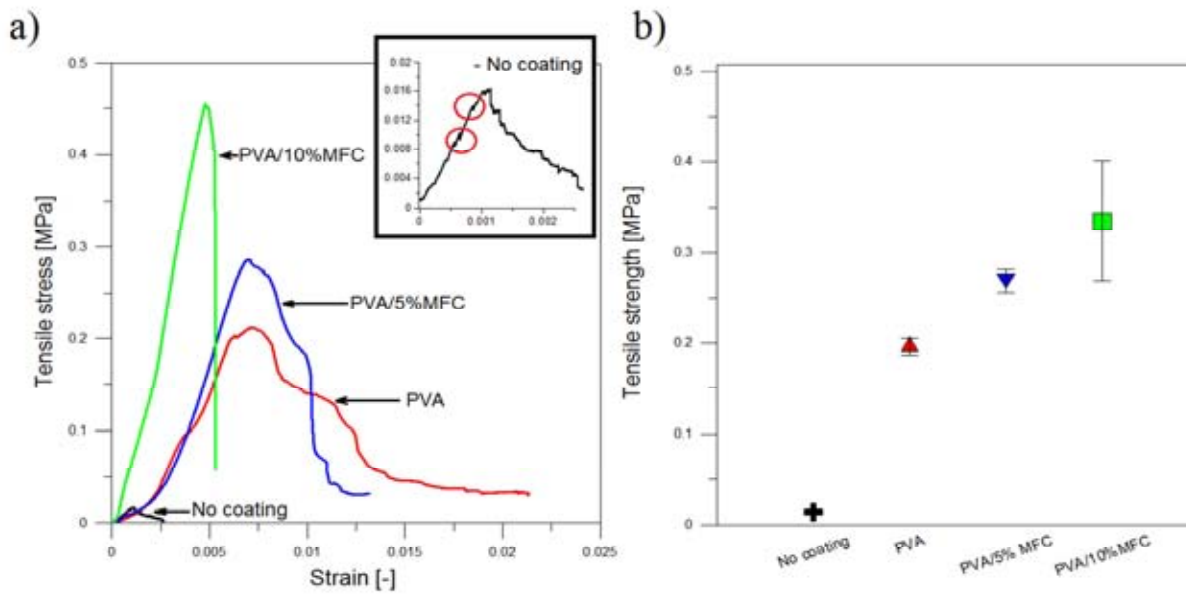 a)
b)
Tensile stress [MPa]
0.5
0.4
0.3
0.2
0.1
0
0 0.005 0.01 0.015 0.02 0.025
Strain [-]
PVA/10%MFC
PVA/5%MFC
PVA
No coating
- No coating
0.02
0.016
0.012
0.008
0.004
0
0 0.001 0.002
Tensile strength [MPa]
0.5
0.4
0.3
0.2
0.1
0
No coating
PVA
PVA/5% MFC
PVA/10%MFC